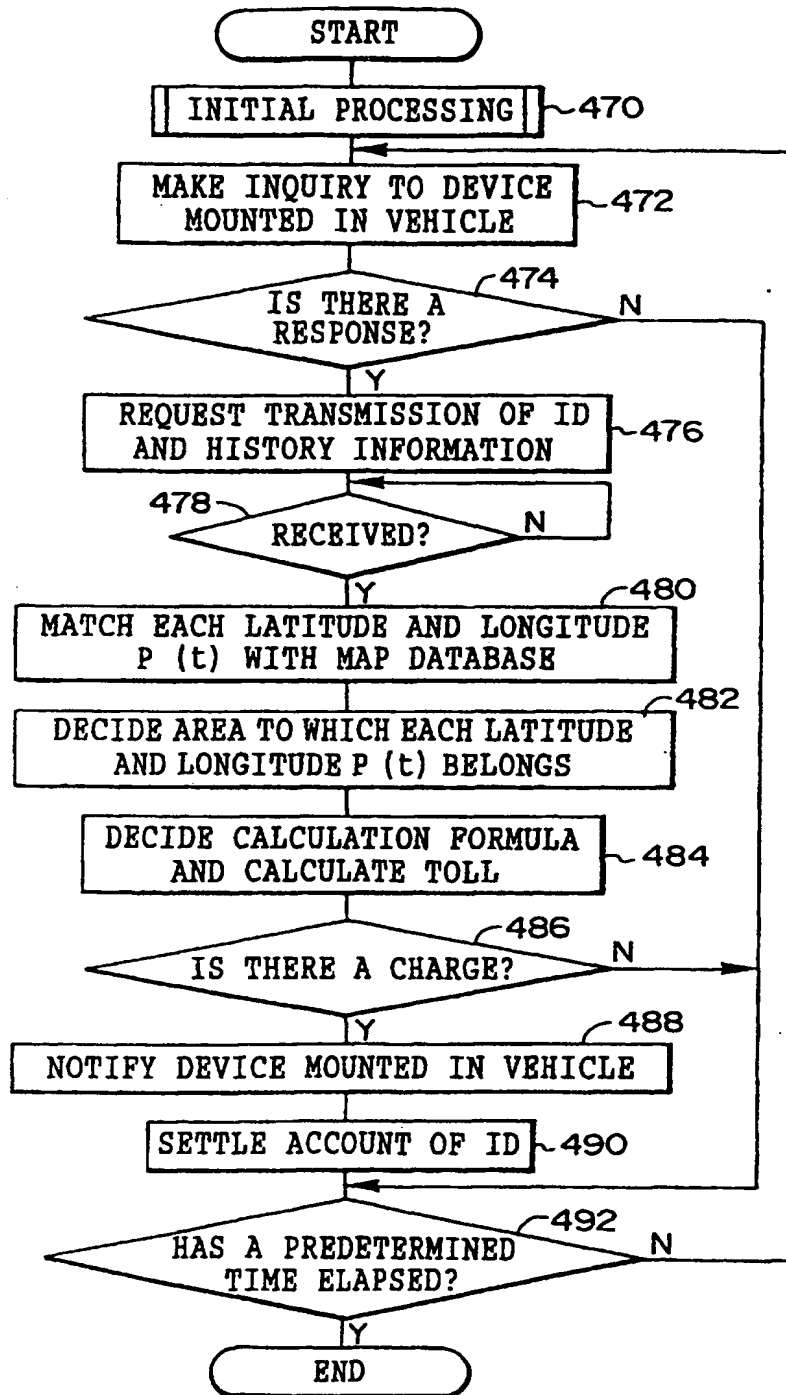 START
INITIAL PROCESSING
470
MAKE INQUIRY TO DEVICE
MOUNTED IN VEHICLE
472
474
IS THERE A
RESPONSE?
N
Y
REQUEST TRANSMISSION OF ID
AND HISTORY INFORMATION
476
478
RECEIVED?
N
Y
480
MATCH EACH LATITUDE AND LONGITUDE
P (t) WITH MAP DATABASE
482
DECIDE AREA TO WHICH EACH LATITUDE
AND LONGITUDE P (t) BELONGS
DECIDE CALCULATION FORMULA
AND CALCULATE TOLL
484
486
IS THERE A CHARGE?
N
Y
488
NOTIFY DEVICE MOUNTED IN VEHICLE
SETTLE ACCOUNT OF ID
490
492
HAS A PREDETERMINED
TIME ELAPSED?
N
Y
END